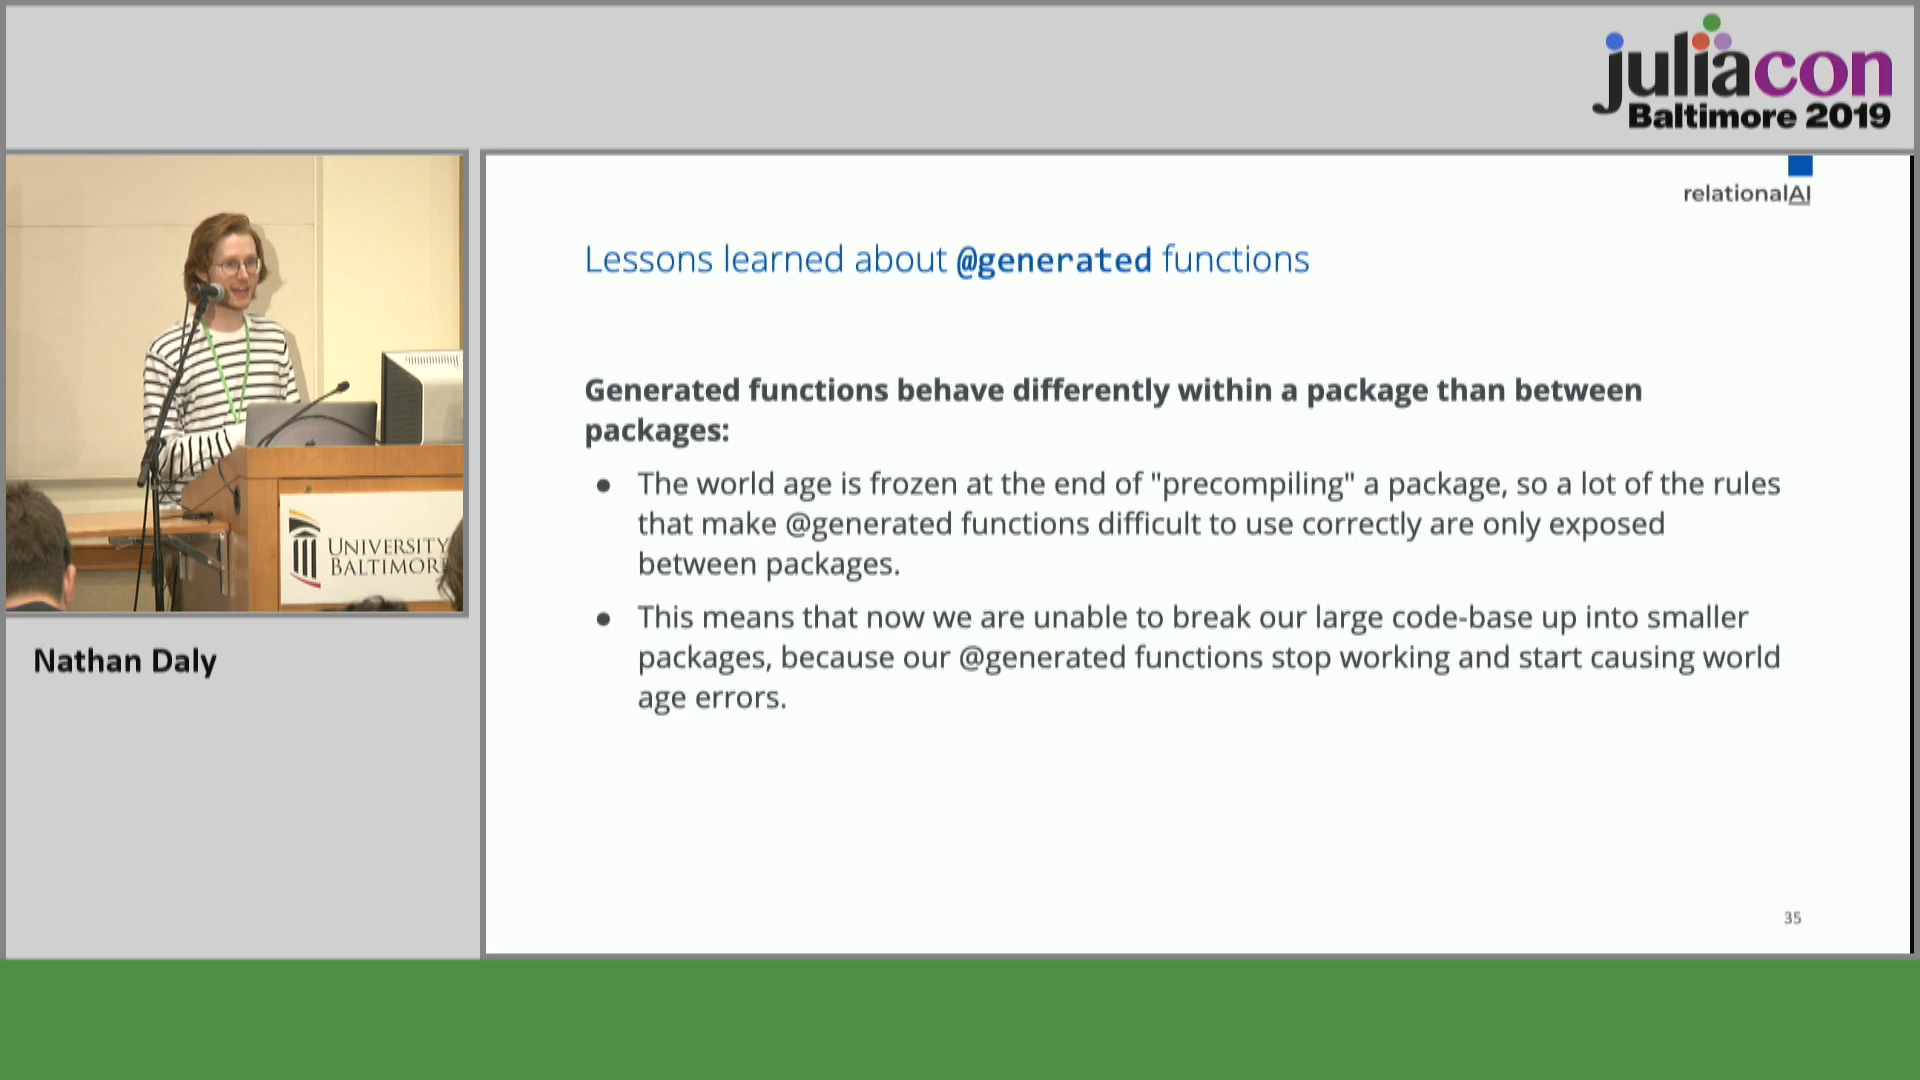 juliacon
Baltimore 2019
relationalAI
Lessons learned about @generated functions
Generated functions behave differently within a package than between
packages:
● The world age is frozen at the end of "precompiling" a package, so a lot of the rules
that make @generated functions difficult to use correctly are only exposed
between packages.
● This means that now we are unable to break our large code-base up into smaller
packages, because our @generated functions stop working and start causing world
age errors.
35
UNIVERSITY
BALTIMOR
Nathan Daly